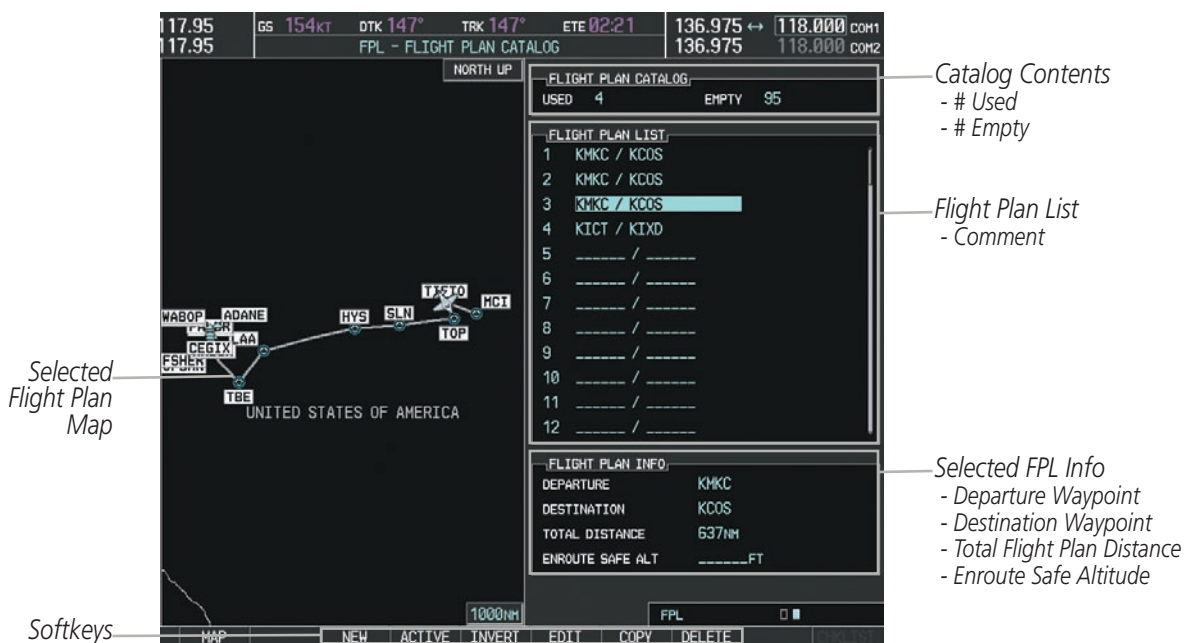 117.95 GS 154KT DTK 147° TRK 147° ETE 02:21 136.975 ↔ 118.000 COM1
117.95 FPL - FLIGHT PLAN CATALOG 136.975 118.000 COM2
NORTH UP
FLIGHT PLAN CATALOG
USED 4 EMPTY 95
Catalog Contents
- # Used
- # Empty
FLIGHT PLAN LIST
1 KMKC / KCOS
2 KMKC / KCOS
3 KMKC / KCOS
4 KICT / KIXD
5 ______ / ______
6 ______ / ______
7 ______ / ______
8 ______ / ______
9 ______ / ______
10 ______ / ______
11 ______ / ______
12 ______ / ______
Flight Plan List
- Comment
TIFTO
MCI
WABOP
ADANE
HYS
SLN
TOP
LAA
CEGIX
FSHER
TBE
UNITED STATES OF AMERICA
Selected
Flight Plan
Map
FLIGHT PLAN INFO
DEPARTURE KMKC
DESTINATION KCOS
TOTAL DISTANCE 637NM
ENROUTE SAFE ALT ______FT
Selected FPL Info
- Departure Waypoint
- Destination Waypoint
- Total Flight Plan Distance
- Enroute Safe Altitude
1000NM
FPL
Softkeys
MAP NEW ACTIVE INVERT EDIT COPY DELETE CHKLIST